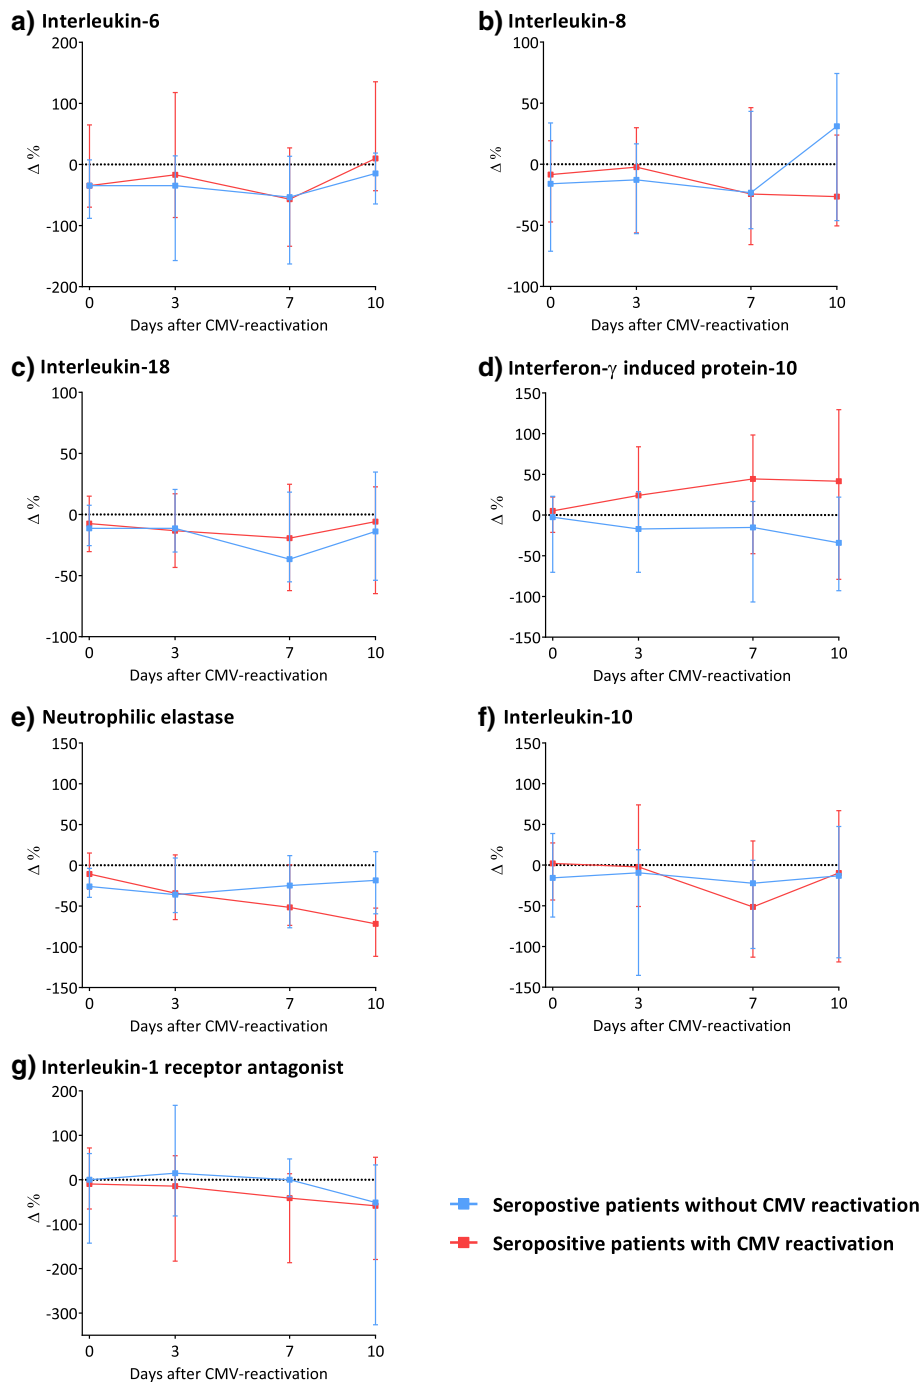 a) Interleukin-6
200
100
0
-100
-200
Δ %
0 3 7 10
Days after CMV-reactivation
b) Interleukin-8
100
50
0
-50
-100
Δ %
0 3 7 10
Days after CMV-reactivation
c) Interleukin-18
100
50
0
-50
-100
Δ %
0 3 7 10
Days after CMV-reactivation
d) Interferon-γ induced protein-10
150
100
50
0
-50
-100
-150
Δ %
0 3 7 10
Days after CMV-reactivation
e) Neutrophilic elastase
150
100
50
0
-50
-100
-150
Δ %
0 3 7 10
Days after CMV-reactivation
f) Interleukin-10
150
100
50
0
-50
-100
-150
Δ %
0 3 7 10
Days after CMV-reactivation
g) Interleukin-1 receptor antagonist
200
100
0
-100
-200
-300
Δ %
0 3 7 10
Days after CMV-reactivation
Seropostive patients without CMV reactivation
Seropositive patients with CMV reactivation